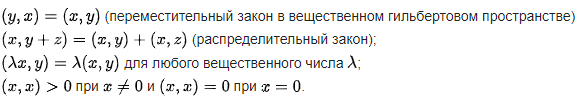 (y, x) = (x, y) (переместительный закон в вещественном гильбертовом пространстве)
(x, y + z) = (x, y) + (x, z) (распределительный закон);
(λx, y) = λ(x, y) для любого вещественного числа λ;
(x, x) > 0 при x ≠ 0 и (x, x) = 0 при x = 0.